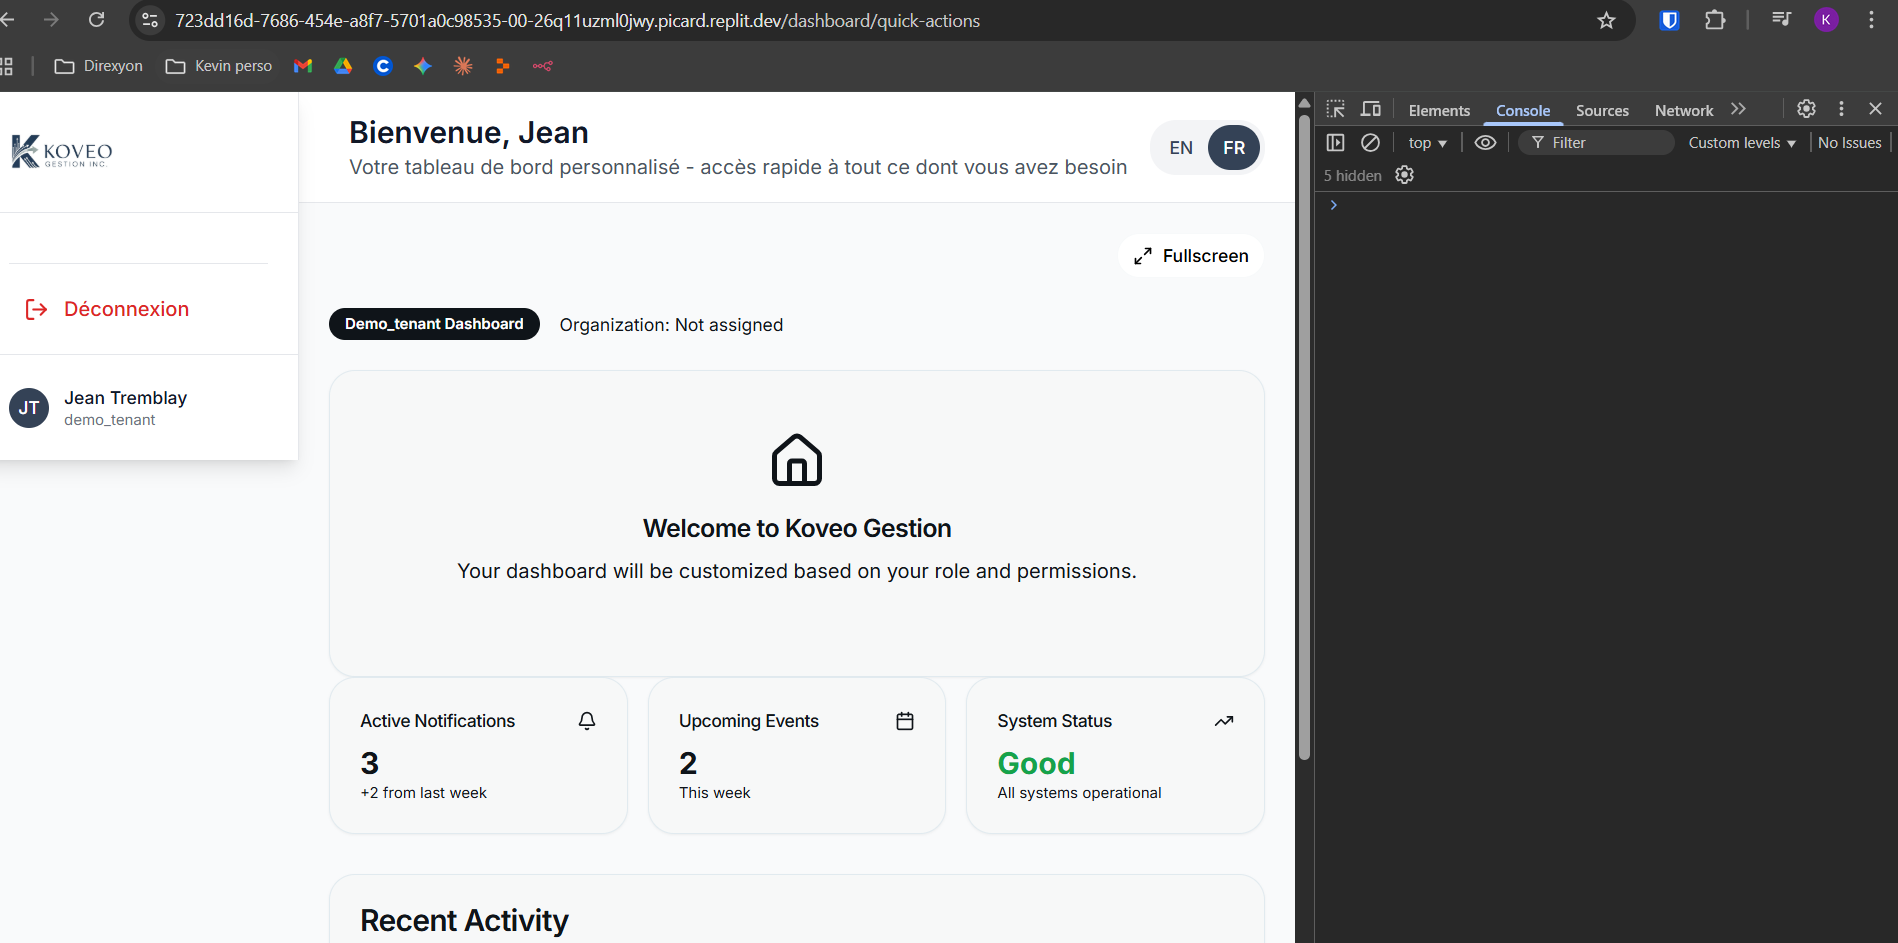 723dd16d-7686-454e-a8f7-5701a0c98535-00-26q11uzml0jwy.picard.replit.dev/dashboard/quick-actions
K
Direxyon
Kevin perso
KOVEO
GESTION INC.
Bienvenue, Jean
Votre tableau de bord personnalisé - accès rapide à tout ce dont vous avez besoin
EN
FR
Déconnexion
JT
Jean Tremblay
demo_tenant
Fullscreen
Demo_tenant Dashboard
Organization: Not assigned
Welcome to Koveo Gestion
Your dashboard will be customized based on your role and permissions.
Active Notifications
3
+2 from last week
Upcoming Events
2
This week
System Status
Good
All systems operational
Recent Activity
Elements
Console
Sources
Network
top
Filter
Custom levels
No Issues
5 hidden